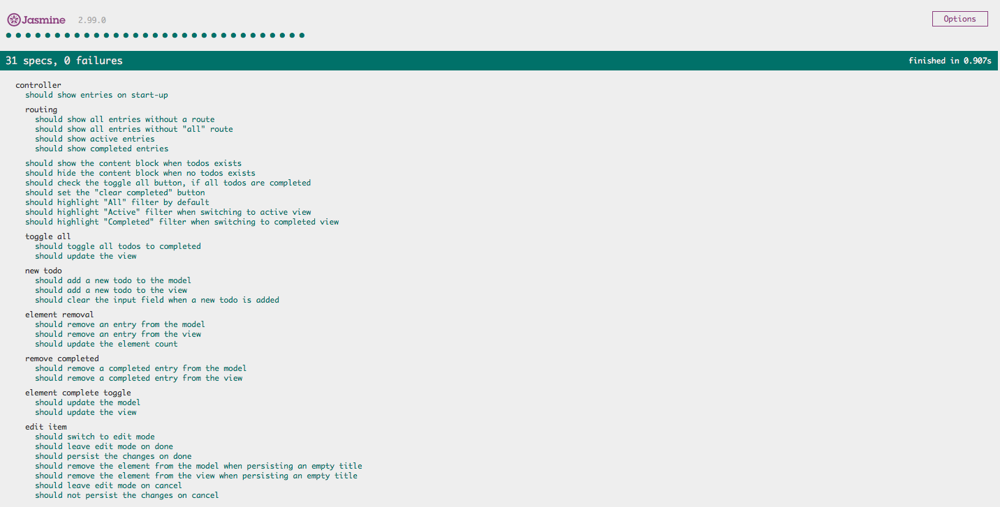 Jasmine 2.99.0
Options
31 specs, 0 failures
finished in 0.907s
controller
should show entries on start-up
routing
should show all entries without a route
should show all entries without "all" route
should show active entries
should show completed entries
should show the content block when todos exists
should hide the content block when no todos exists
should check the toggle all button, if all todos are completed
should set the "clear completed" button
should highlight "All" filter by default
should highlight "Active" filter when switching to active view
should highlight "Completed" filter when switching to completed view
toggle all
should toggle all todos to completed
should update the view
new todo
should add a new todo to the model
should add a new todo to the view
should clear the input field when a new todo is added
element removal
should remove an entry from the model
should remove an entry from the view
should update the element count
remove completed
should remove a completed entry from the model
should remove a completed entry from the view
element complete toggle
should update the model
should update the view
edit item
should switch to edit mode
should leave edit mode on done
should persist the changes on done
should remove the element from the model when persisting an empty title
should remove the element from the view when persisting an empty title
should leave edit mode on cancel
should not persist the changes on cancel